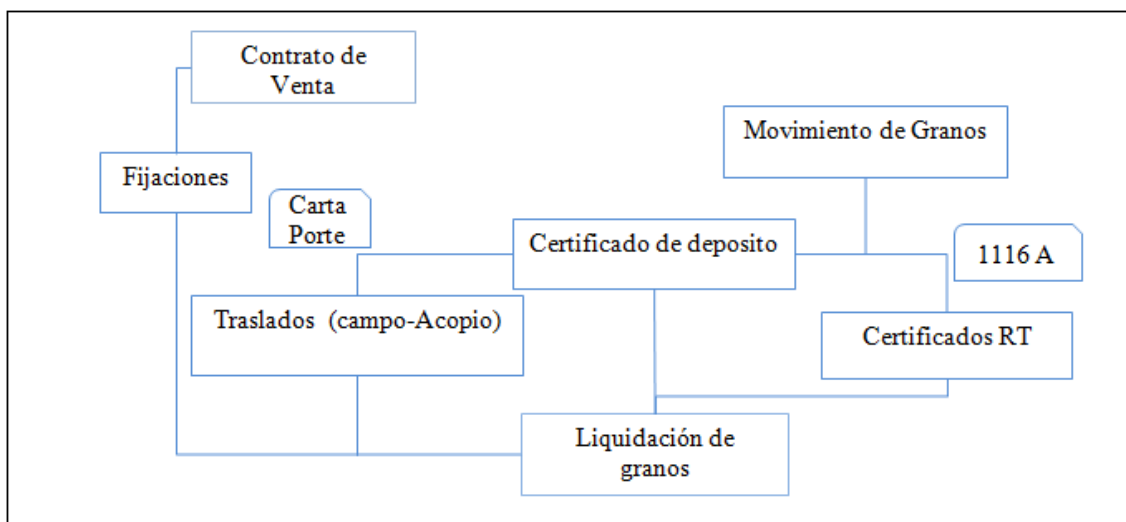 Contrato de
Venta
Movimiento de Granos
Fijaciones
Carta
Porte
Certificado de deposito
1116 A
Traslados (campo-Acopio)
Certificados RT
Liquidación de
granos